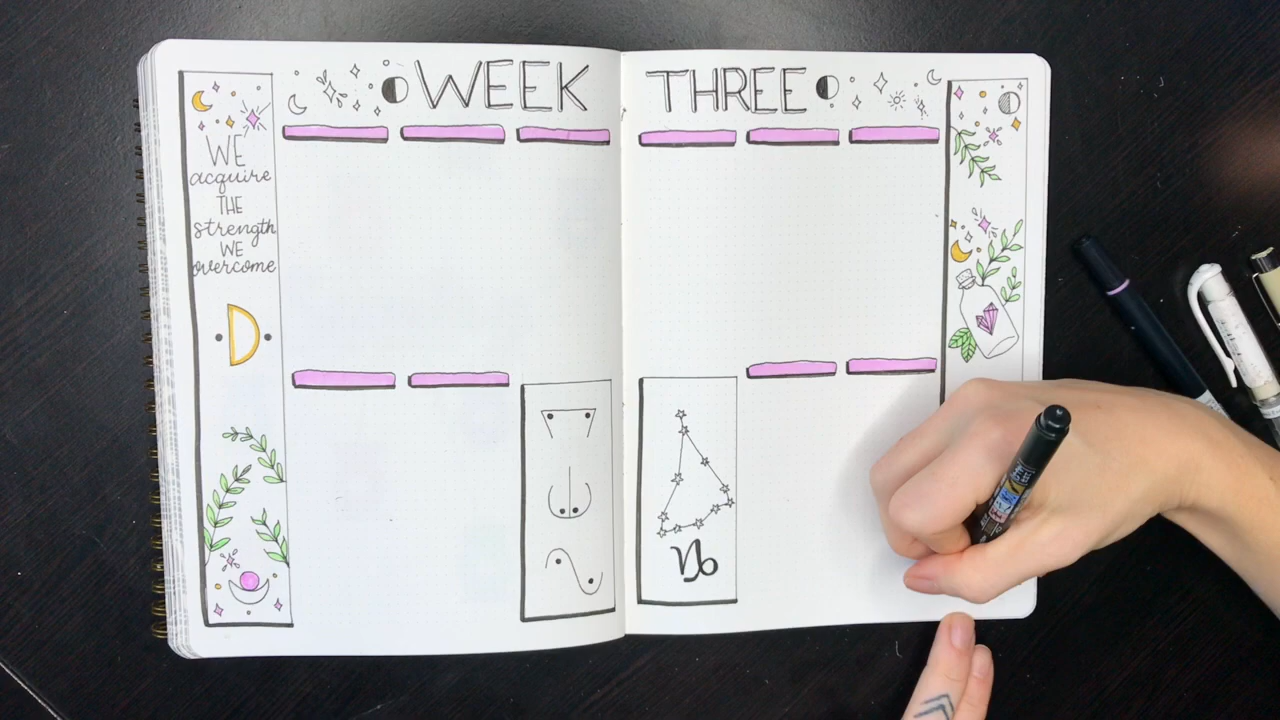 WEEK THREE
WE
acquire
THE
strength
WE
overcome